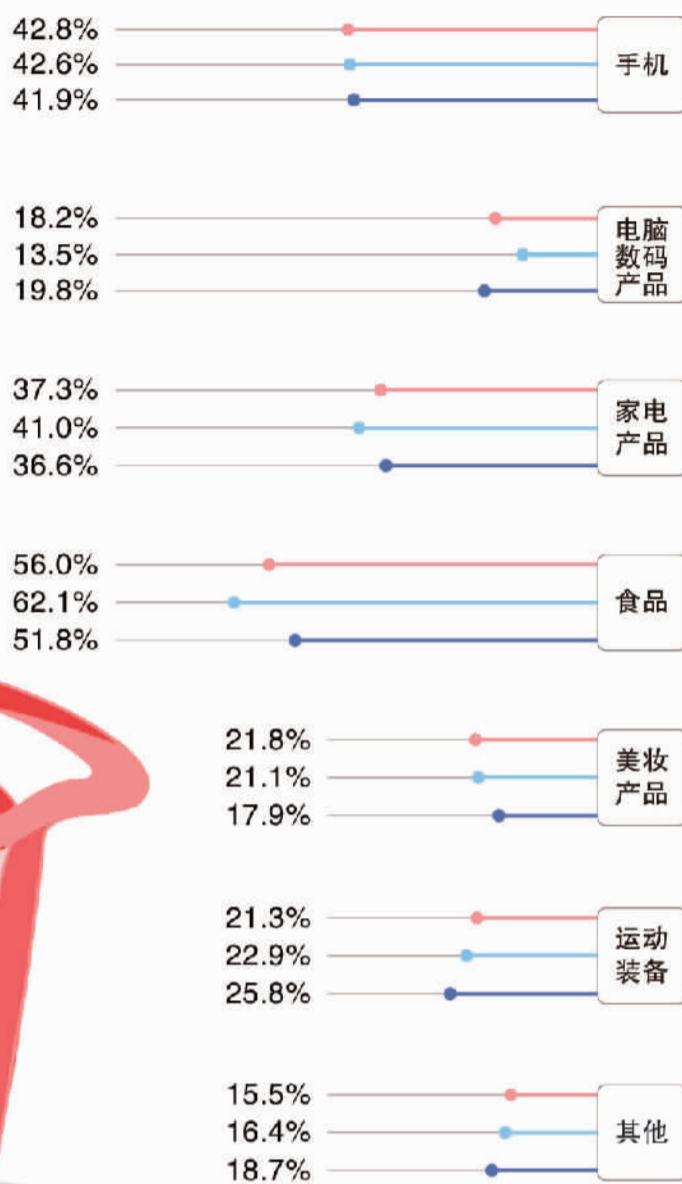 42.8%
42.6%
41.9%
手机
18.2%
13.5%
19.8%
电脑
数码
产品
37.3%
41.0%
36.6%
家电
产品
56.0%
62.1%
51.8%
食品
21.8%
21.1%
17.9%
美妆
产品
21.3%
22.9%
25.8%
运动
装备
15.5%
16.4%
18.7%
其他